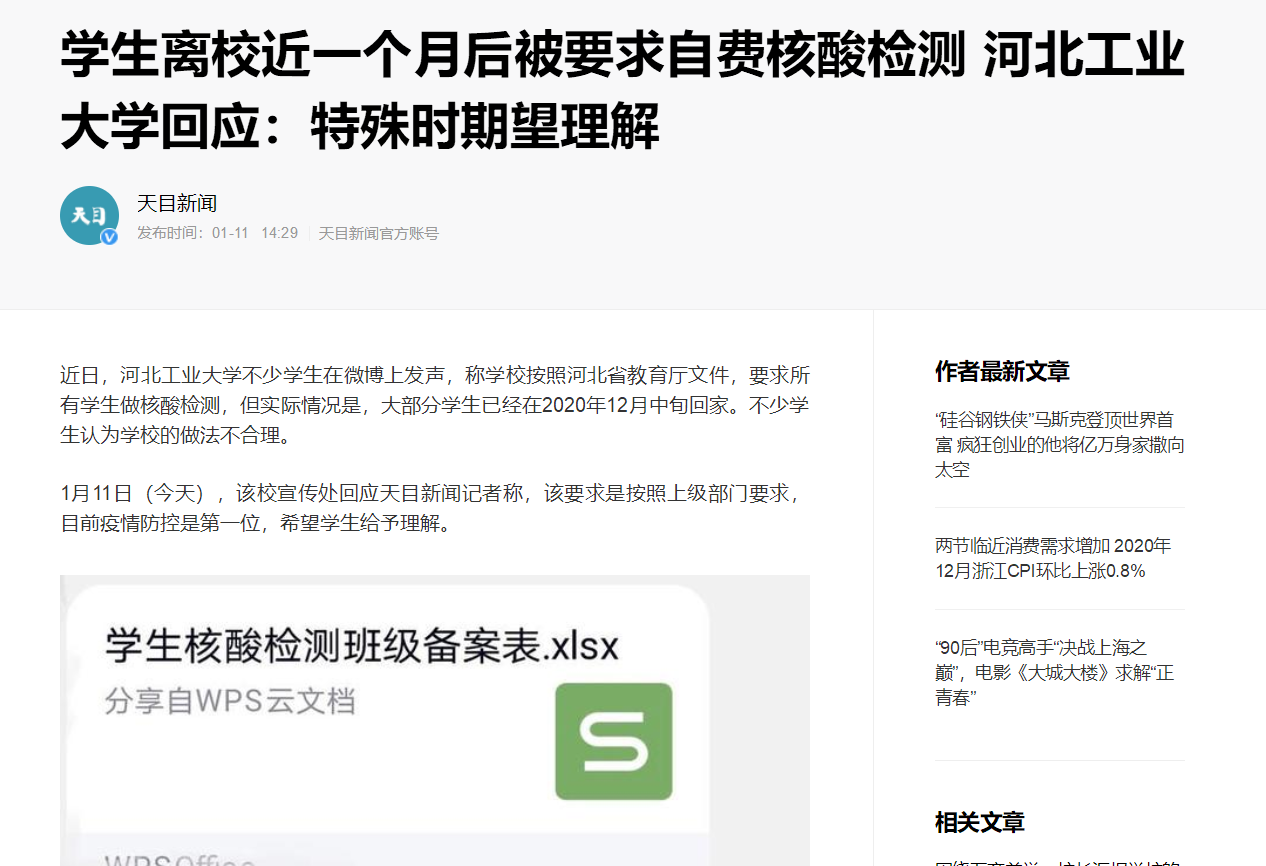 学生离校近一个月后被要求自费核酸检测 河北工业
大学回应：特殊时期望理解
天目
天目新闻
发布时间：01-11 14:29 天目新闻官方账号
近日，河北工业大学不少学生在微博上发声，称学校按照河北省教育厅文件，要求所
有学生做核酸检测，但实际情况是，大部分学生已经在2020年12月中旬回家。不少学
生认为学校的做法不合理。
1月11日（今天），该校宣传处回应天目新闻记者称，该要求是按照上级部门要求，
目前疫情防控是第一位，希望学生给予理解。
学生核酸检测班级备案表.xlsx
分享自WPS云文档
WPSOffice
作者最新文章
“硅谷钢铁侠”马斯克登顶世界首
富 疯狂创业的他将亿万身家撒向
太空
两节临近消费需求增加 2020年
12月浙江CPI环比上涨0.8%
“90后”电竞高手“决战上海之
巅”，电影《大城大楼》求解“正
青春”
相关文章